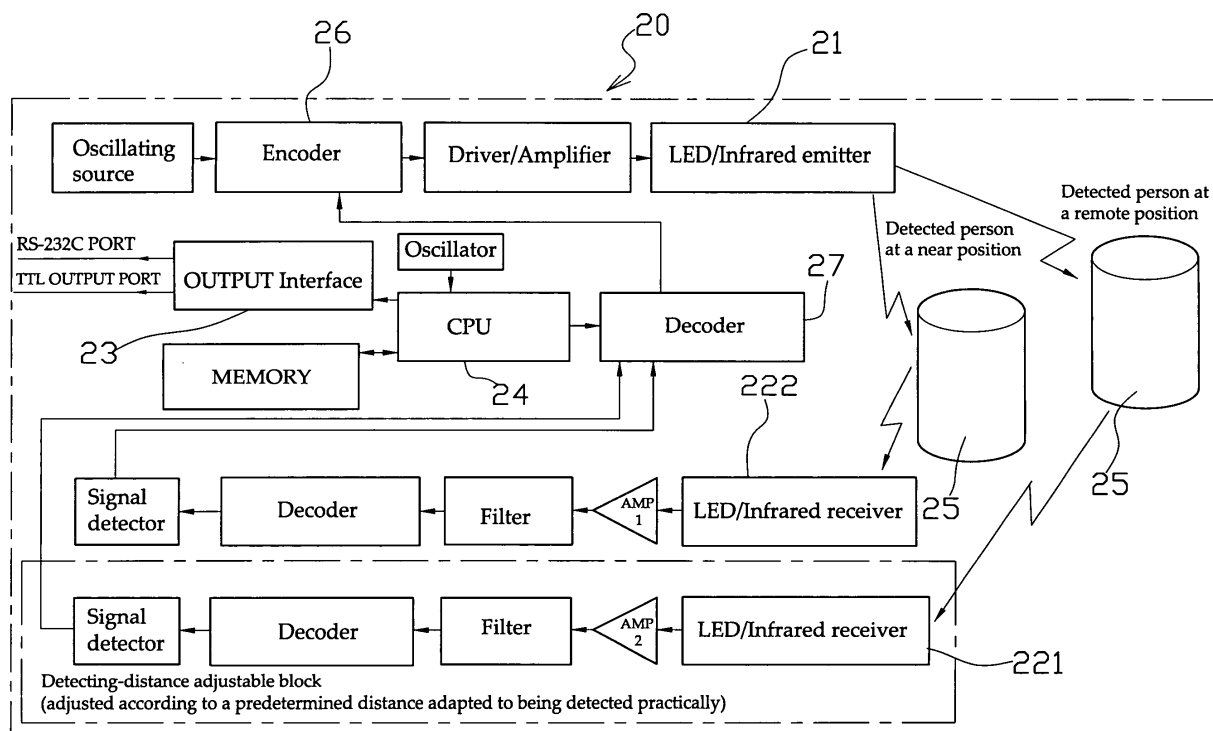 20
26
21
Oscillating
source
Encoder
Driver/Amplifier
LED/Infrared emitter
Detected person at
a remote position
Detected person
at a near position
RS-232C PORT
TTL OUTPUT PORT
OUTPUT Interface
Oscillator
27
CPU
Decoder
23
MEMORY
24
222
25
25
Signal
detector
Decoder
Filter
AMP
1
LED/Infrared receiver
Signal
detector
Decoder
Filter
AMP
2
LED/Infrared receiver
221
Detecting-distance adjustable block
(adjusted according to a predetermined distance adapted to being detected practically)